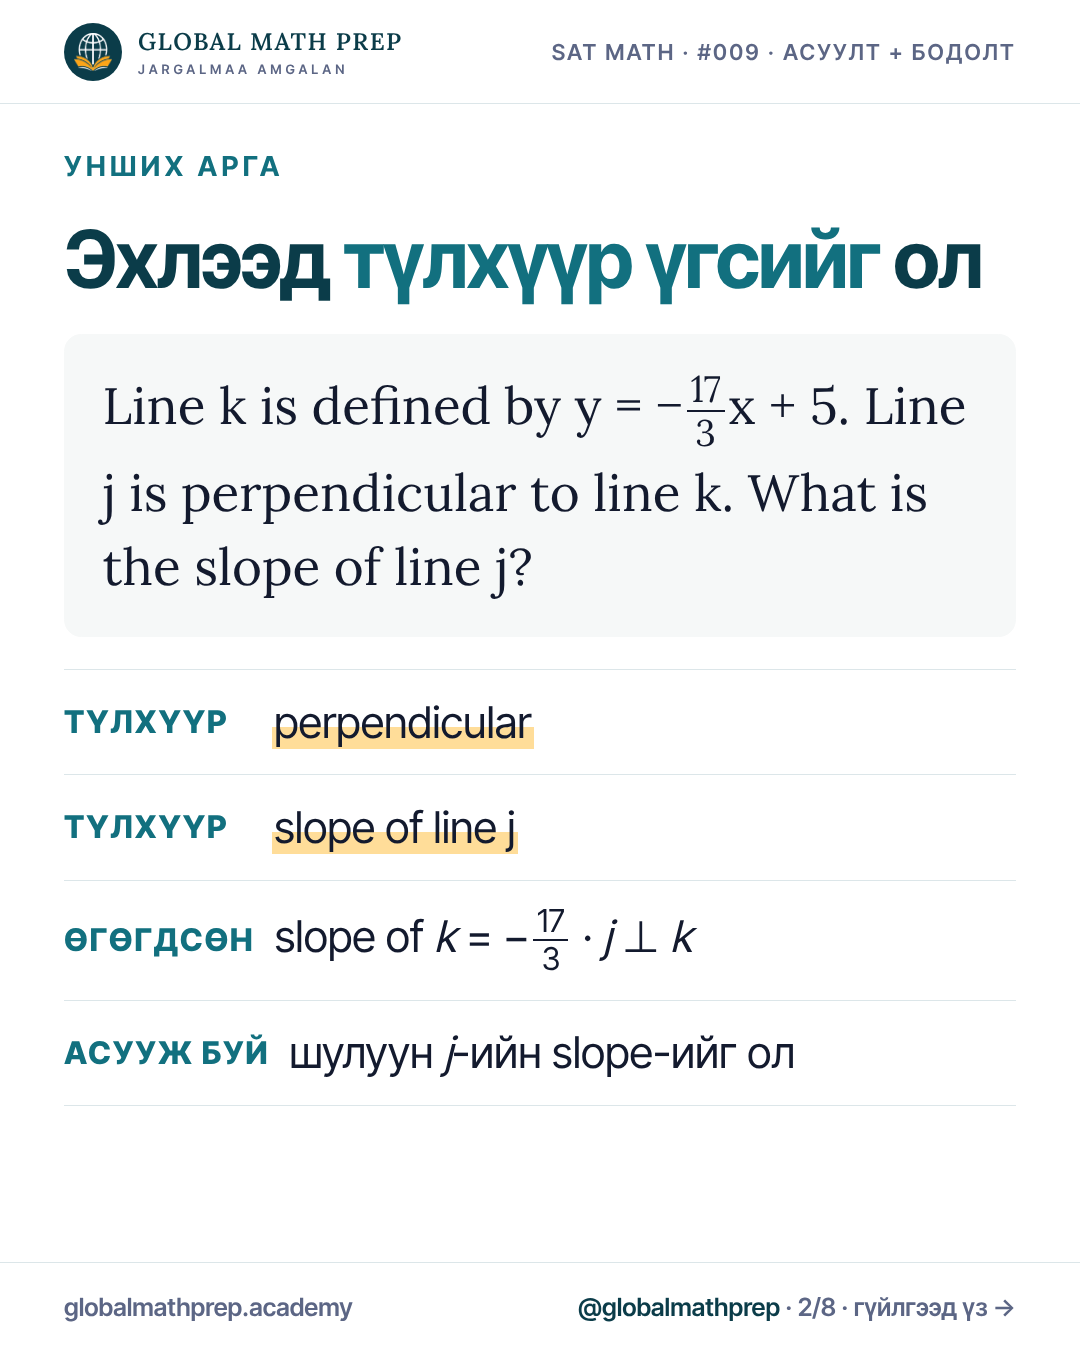 GLOBAL MATH PREP
JARGALMAA AMGALAN
SAT MATH · #009 · АСУУЛТ + БОДОЛТ
УНШИХ АРГА
Эхлээд түлхүүр үгсийг ол
Line k is defined by y = −17/3x + 5. Line
j is perpendicular to line k. What is
the slope of line j?
ТҮЛХҮҮР perpendicular
ТҮЛХҮҮР slope of line j
ӨГӨГДСӨН slope of k = −17/3 · j ⊥ k
АСУУЖ БУЙ шулуун j-ийн slope-ийг ол
globalmathprep.academy
@globalmathprep · 2/8 · гүйлгээд үз →